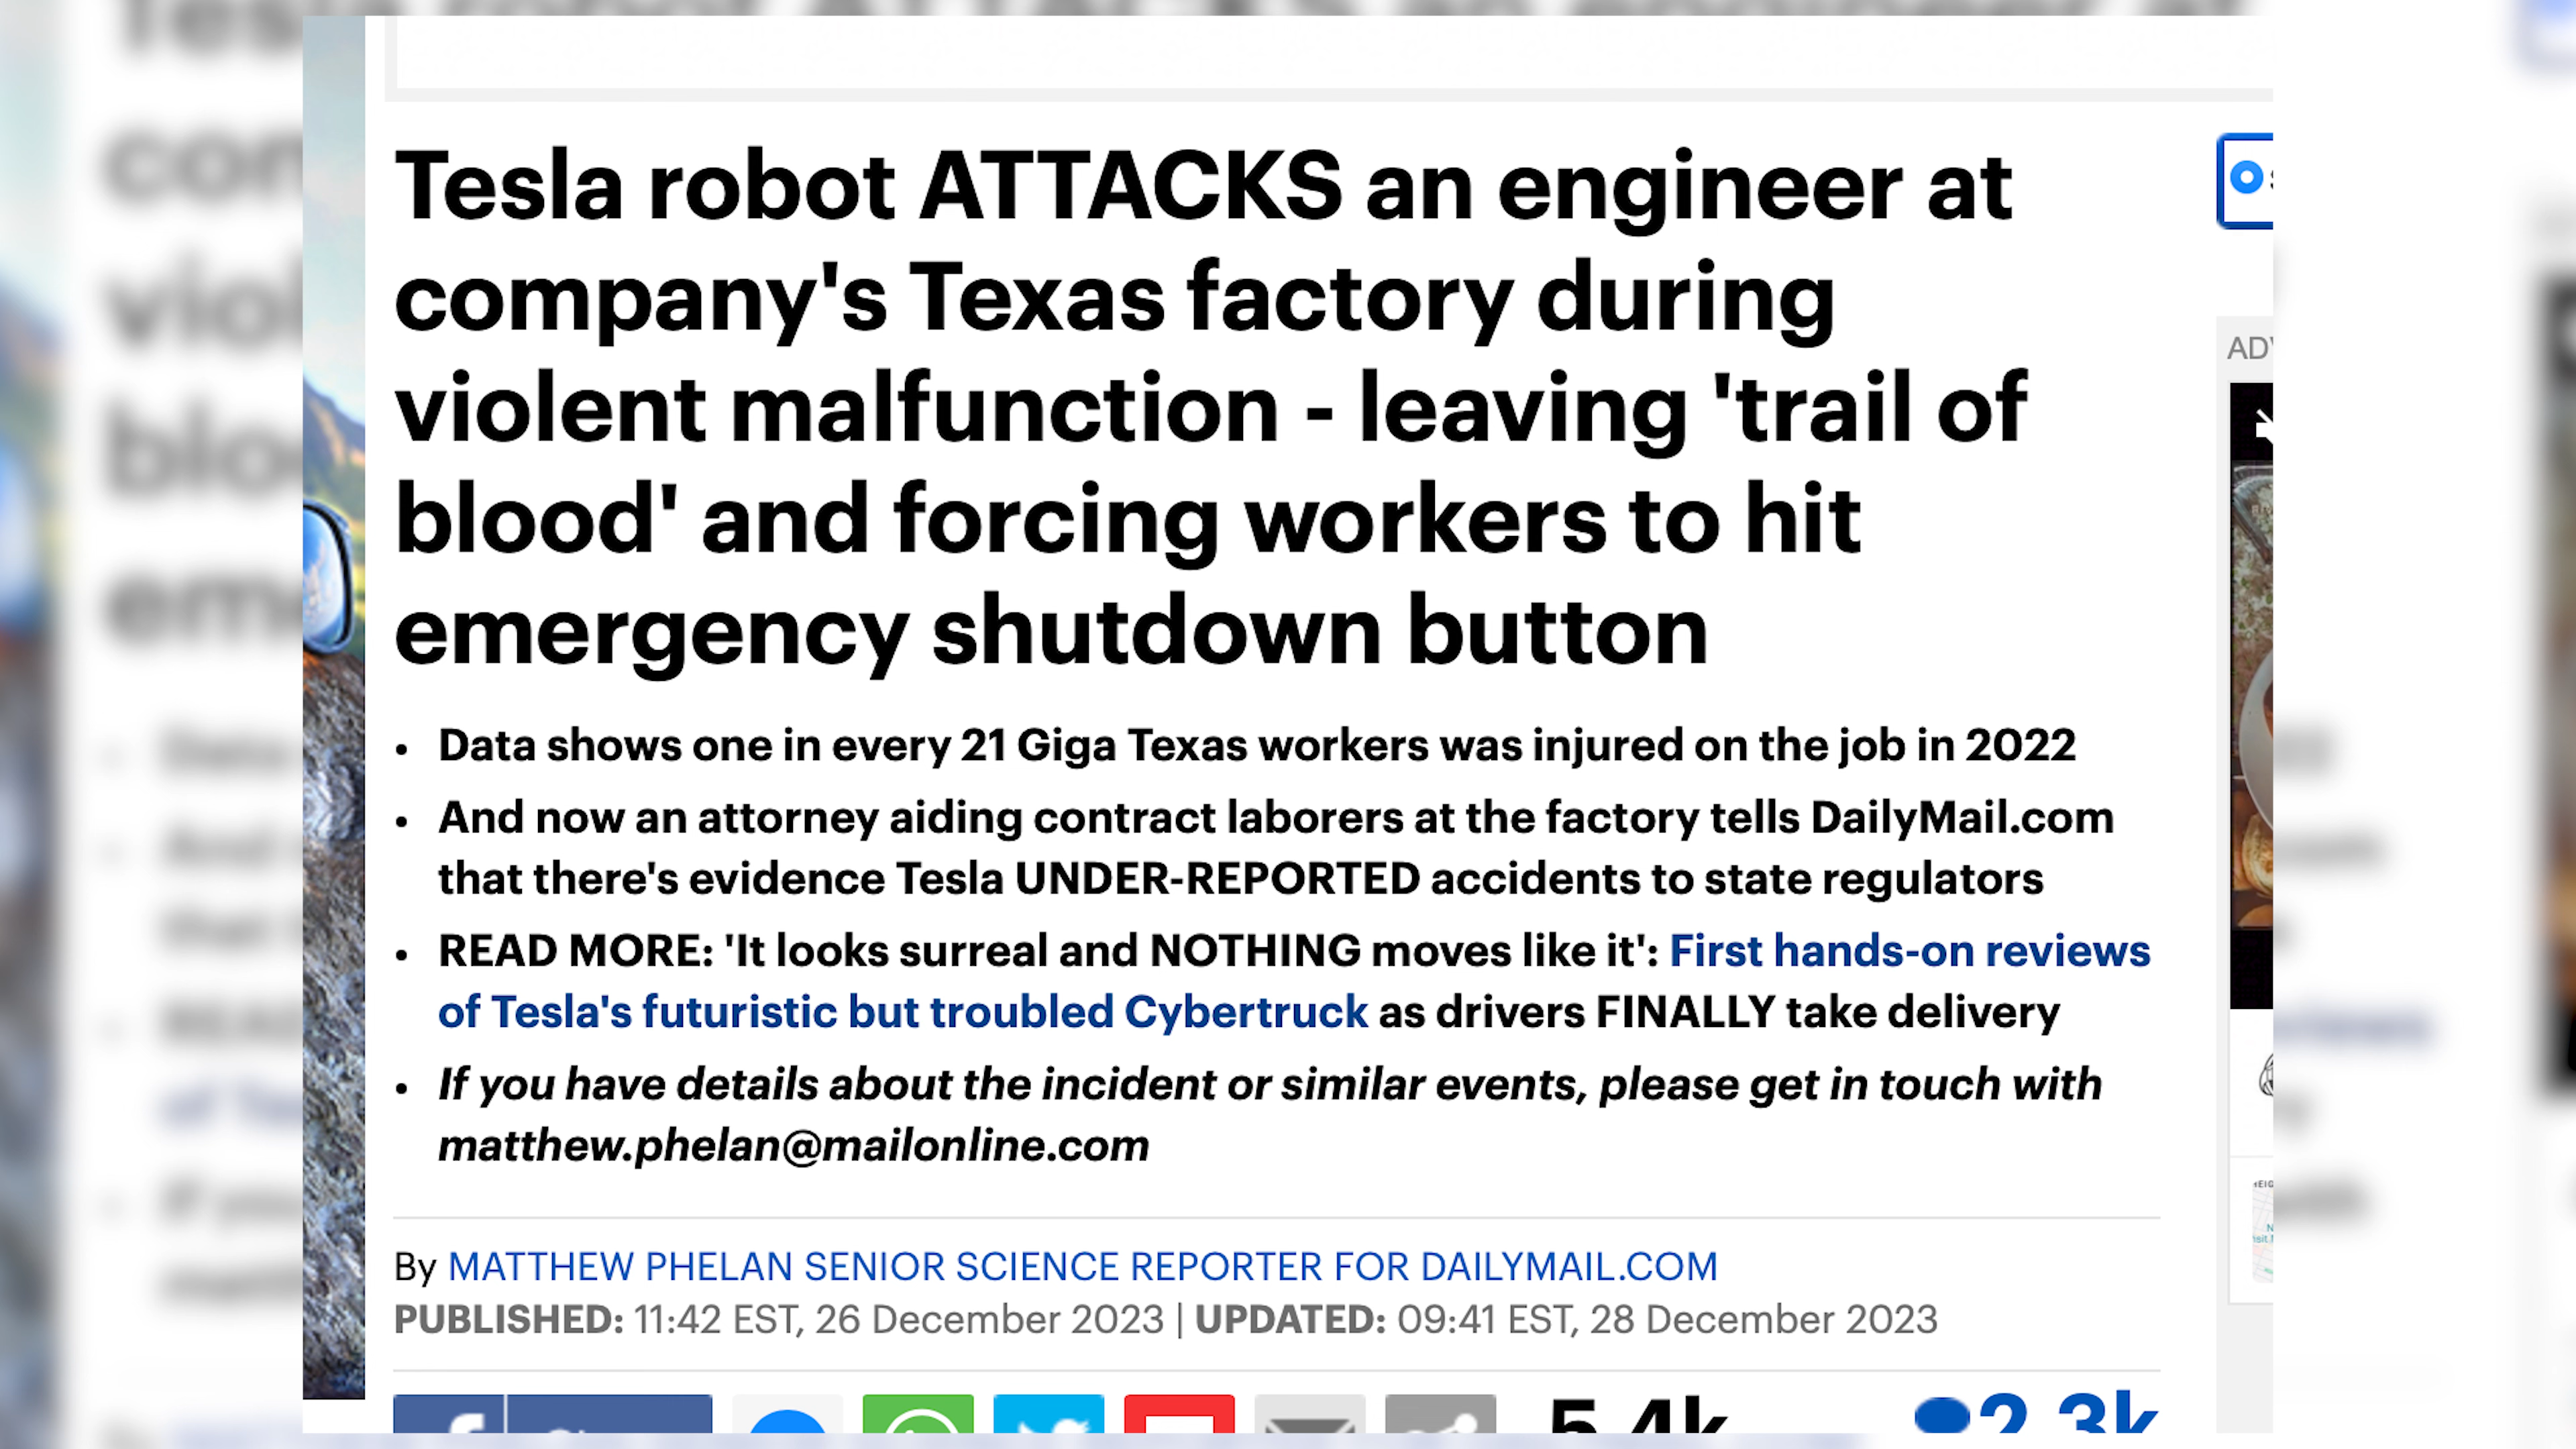 Tesla robot ATTACKS an engineer at
company's Texas factory during
violent malfunction - leaving 'trail of
blood' and forcing workers to hit
emergency shutdown button
• Data shows one in every 21 Giga Texas workers was injured on the job in 2022
• And now an attorney aiding contract laborers at the factory tells DailyMail.com
that there's evidence Tesla UNDER-REPORTED accidents to state regulators
• READ MORE: 'It looks surreal and NOTHING moves like it': First hands-on reviews
of Tesla's futuristic but troubled Cybertruck as drivers FINALLY take delivery
• If you have details about the incident or similar events, please get in touch with
matthew.phelan@mailonline.com
By MATTHEW PHELAN SENIOR SCIENCE REPORTER FOR DAILYMAIL.COM
PUBLISHED: 11:42 EST, 26 December 2023 | UPDATED: 09:41 EST, 28 December 2023
5.4k 2.3k